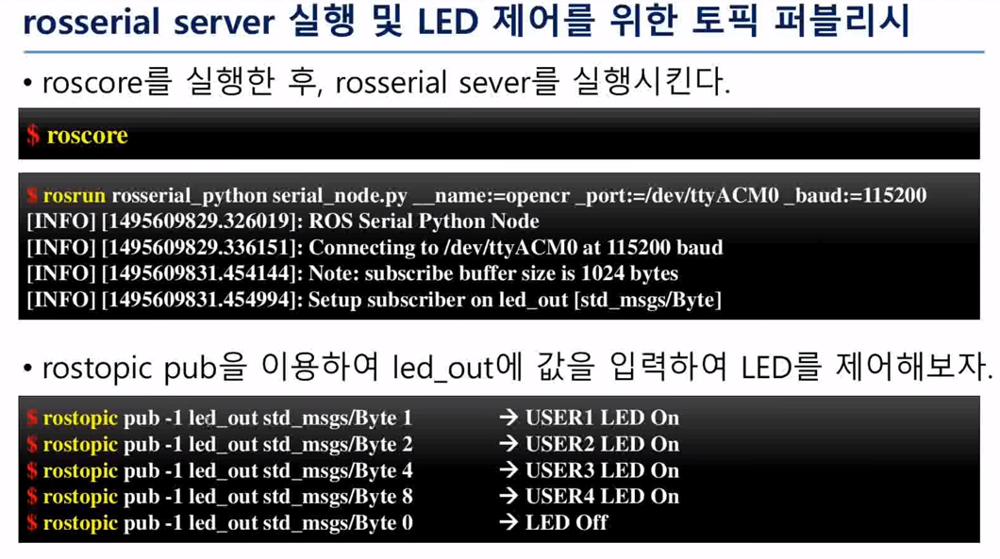 rosserial server 실행 및 LED 제어를 위한 토픽 퍼블리시
• roscore를 실행한 후, rosserial sever를 실행시킨다.
$ roscore
$ rosrun rosserial_python serial_node.py __name:=opencr _port:=/dev/ttyACM0 _baud:=115200
[INFO] [1495609829.326019]: ROS Serial Python Node
[INFO] [1495609829.336151]: Connecting to /dev/ttyACM0 at 115200 baud
[INFO] [1495609831.454144]: Note: subscribe buffer size is 1024 bytes
[INFO] [1495609831.454994]: Setup subscriber on led_out [std_msgs/Byte]
• rostopic pub을 이용하여 led_out에 값을 입력하여 LED를 제어해보자.
$ rostopic pub -1 led_out std_msgs/Byte 1 → USER1 LED On
$ rostopic pub -1 led_out std_msgs/Byte 2 → USER2 LED On
$ rostopic pub -1 led_out std_msgs/Byte 4 → USER3 LED On
$ rostopic pub -1 led_out std_msgs/Byte 8 → USER4 LED On
$ rostopic pub -1 led_out std_msgs/Byte 0 → LED Off